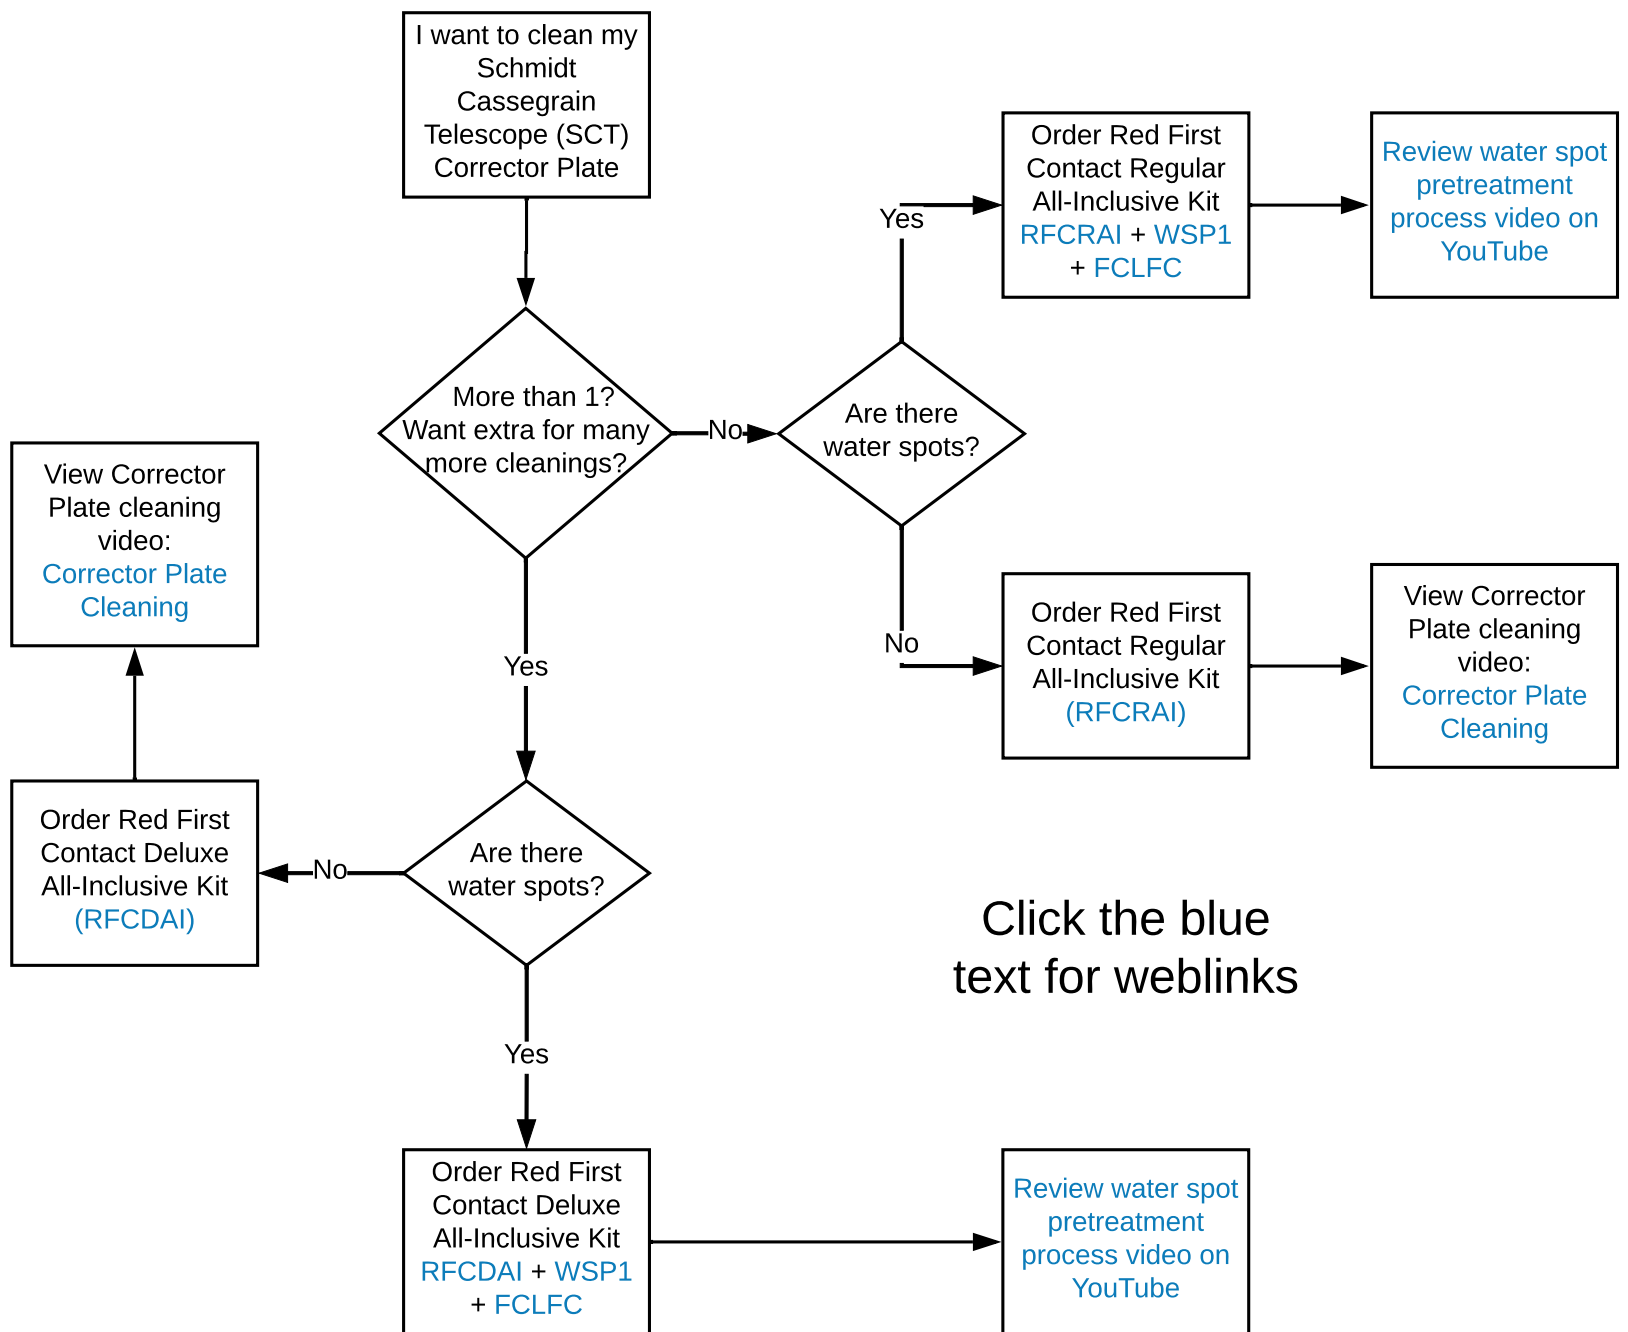 I want to clean my
Schmidt
Cassegrain
Telescope (SCT)
Corrector Plate
More than 1?
Want extra for many
more cleanings?
No
Are there
water spots?
Yes
Order Red First
Contact Regular
All-Inclusive Kit
RFCRAI + WSP1
+ FCLFC
Review water spot
pretreatment
process video on
YouTube
No
Order Red First
Contact Regular
All-Inclusive Kit
(RFCRAI)
View Corrector
Plate cleaning
video:
Corrector Plate
Cleaning
Yes
Are there
water spots?
No
Order Red First
Contact Deluxe
All-Inclusive Kit
(RFCDAI)
View Corrector
Plate cleaning
video:
Corrector Plate
Cleaning
Yes
Order Red First
Contact Deluxe
All-Inclusive Kit
RFCDAI + WSP1
+ FCLFC
Review water spot
pretreatment
process video on
YouTube
Click the blue
text for weblinks